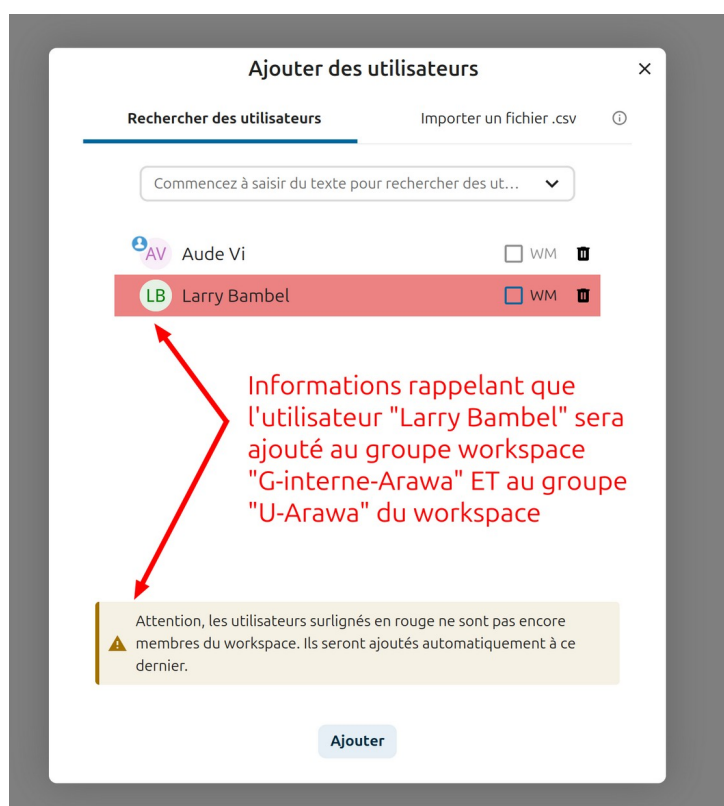 Ajouter des utilisateurs
Rechercher des utilisateurs
Importer un fichier .csv
Commencez à saisir du texte pour rechercher des ut...
AV Aude Vi WM
LB Larry Bambel WM
Informations rappelant que
l'utilisateur "Larry Bambel" sera
ajouté au groupe workspace
"G-interne-Arawa" ET au groupe
"U-Arawa" du workspace
Attention, les utilisateurs surlignés en rouge ne sont pas encore
membres du workspace. Ils seront ajoutés automatiquement à ce
dernier.
Ajouter